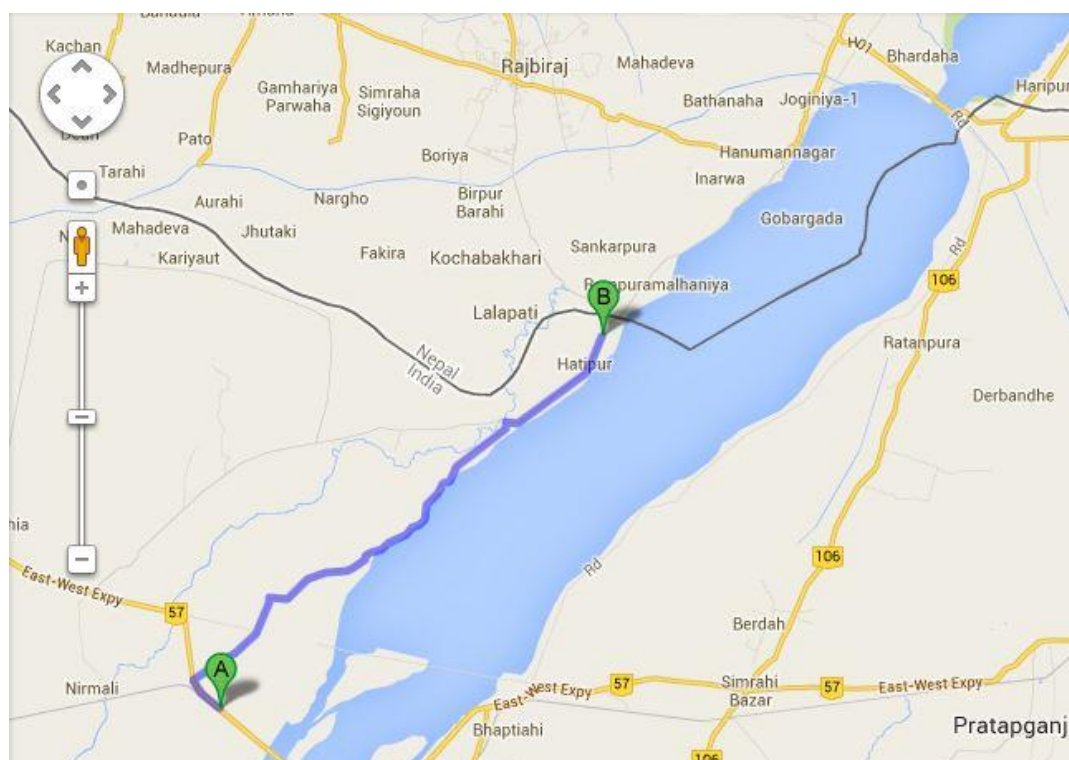 Kachan
Madhepura
Gamhariya
Parwaha
Simraha
Sigiyoun
Rajbiraj
Mahadeva
H01
Bhardaha
Haripur
Bathanaha
Joginiya-1
Rd
Pato
Tarahi
Boriya
Hanumannagar
Inarwa
Aurahi
Nargho
Birpur
Barahi
Gobargada
Mahadeva
Jhutaki
Kariyaut
Fakira
Kochabakhari
Sankarpura
Rd
106
B
Lalapati
Ratanpura
Nepal
India
Hatipur
Derbandhe
106
Rd
East-West Expy
57
Berdah
A
Nirmali
East-West Expy
57
Simrahi
Bazar
57
East-West Expy
Bhaptiahi
Pratapganj
106